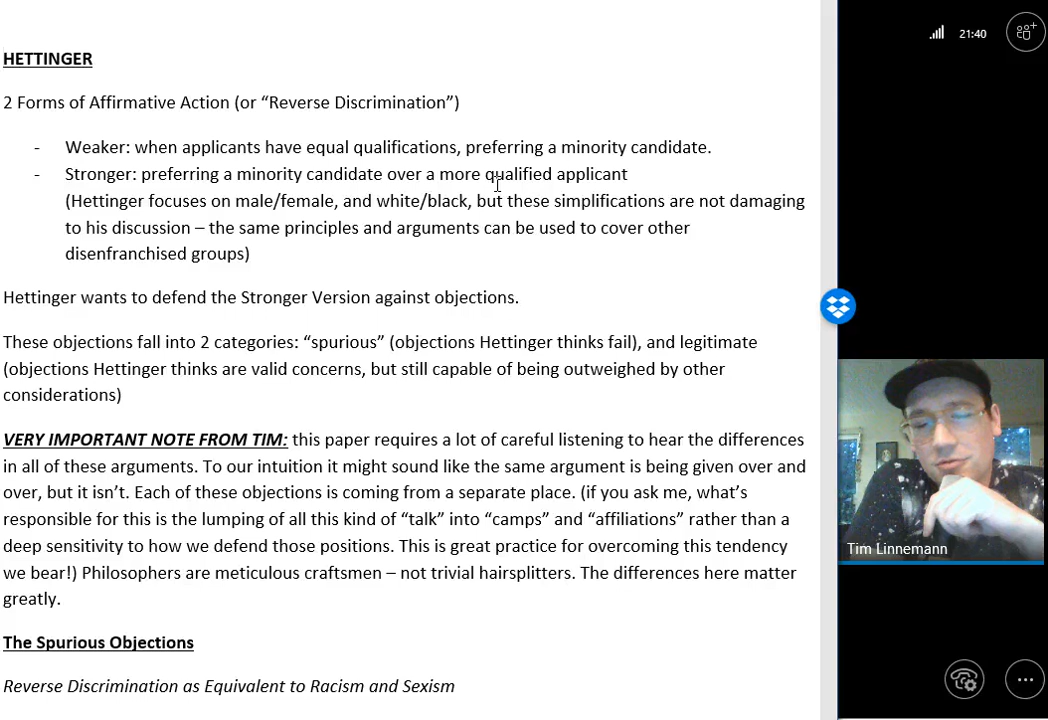 HETTINGER
2 Forms of Affirmative Action (or “Reverse Discrimination”)
- Weaker: when applicants have equal qualifications, preferring a minority candidate.
- Stronger: preferring a minority candidate over a more qualified applicant
(Hettinger focuses on male/female, and white/black, but these simplifications are not damaging
to his discussion – the same principles and arguments can be used to cover other
disenfranchised groups)
Hettinger wants to defend the Stronger Version against objections.
These objections fall into 2 categories: “spurious” (objections Hettinger thinks fail), and legitimate
(objections Hettinger thinks are valid concerns, but still capable of being outweighed by other
considerations)
VERY IMPORTANT NOTE FROM TIM: this paper requires a lot of careful listening to hear the differences
in all of these arguments. To our intuition it might sound like the same argument is being given over and
over, but it isn’t. Each of these objections is coming from a separate place. (if you ask me, what’s
responsible for this is the lumping of all this kind of “talk” into “camps” and “affiliations” rather than a
deep sensitivity to how we defend those positions. This is great practice for overcoming this tendency
we bear!) Philosophers are meticulous craftsmen – not trivial hairsplitters. The differences here matter
greatly.
The Spurious Objections
Reverse Discrimination as Equivalent to Racism and Sexism
21:40
Tim Linnemann